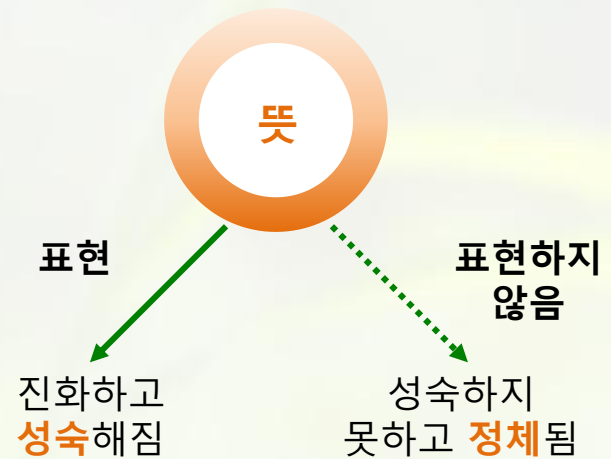 뜻
표현
표현하지
않음
진화하고
성숙해짐
성숙하지
못하고 정체됨